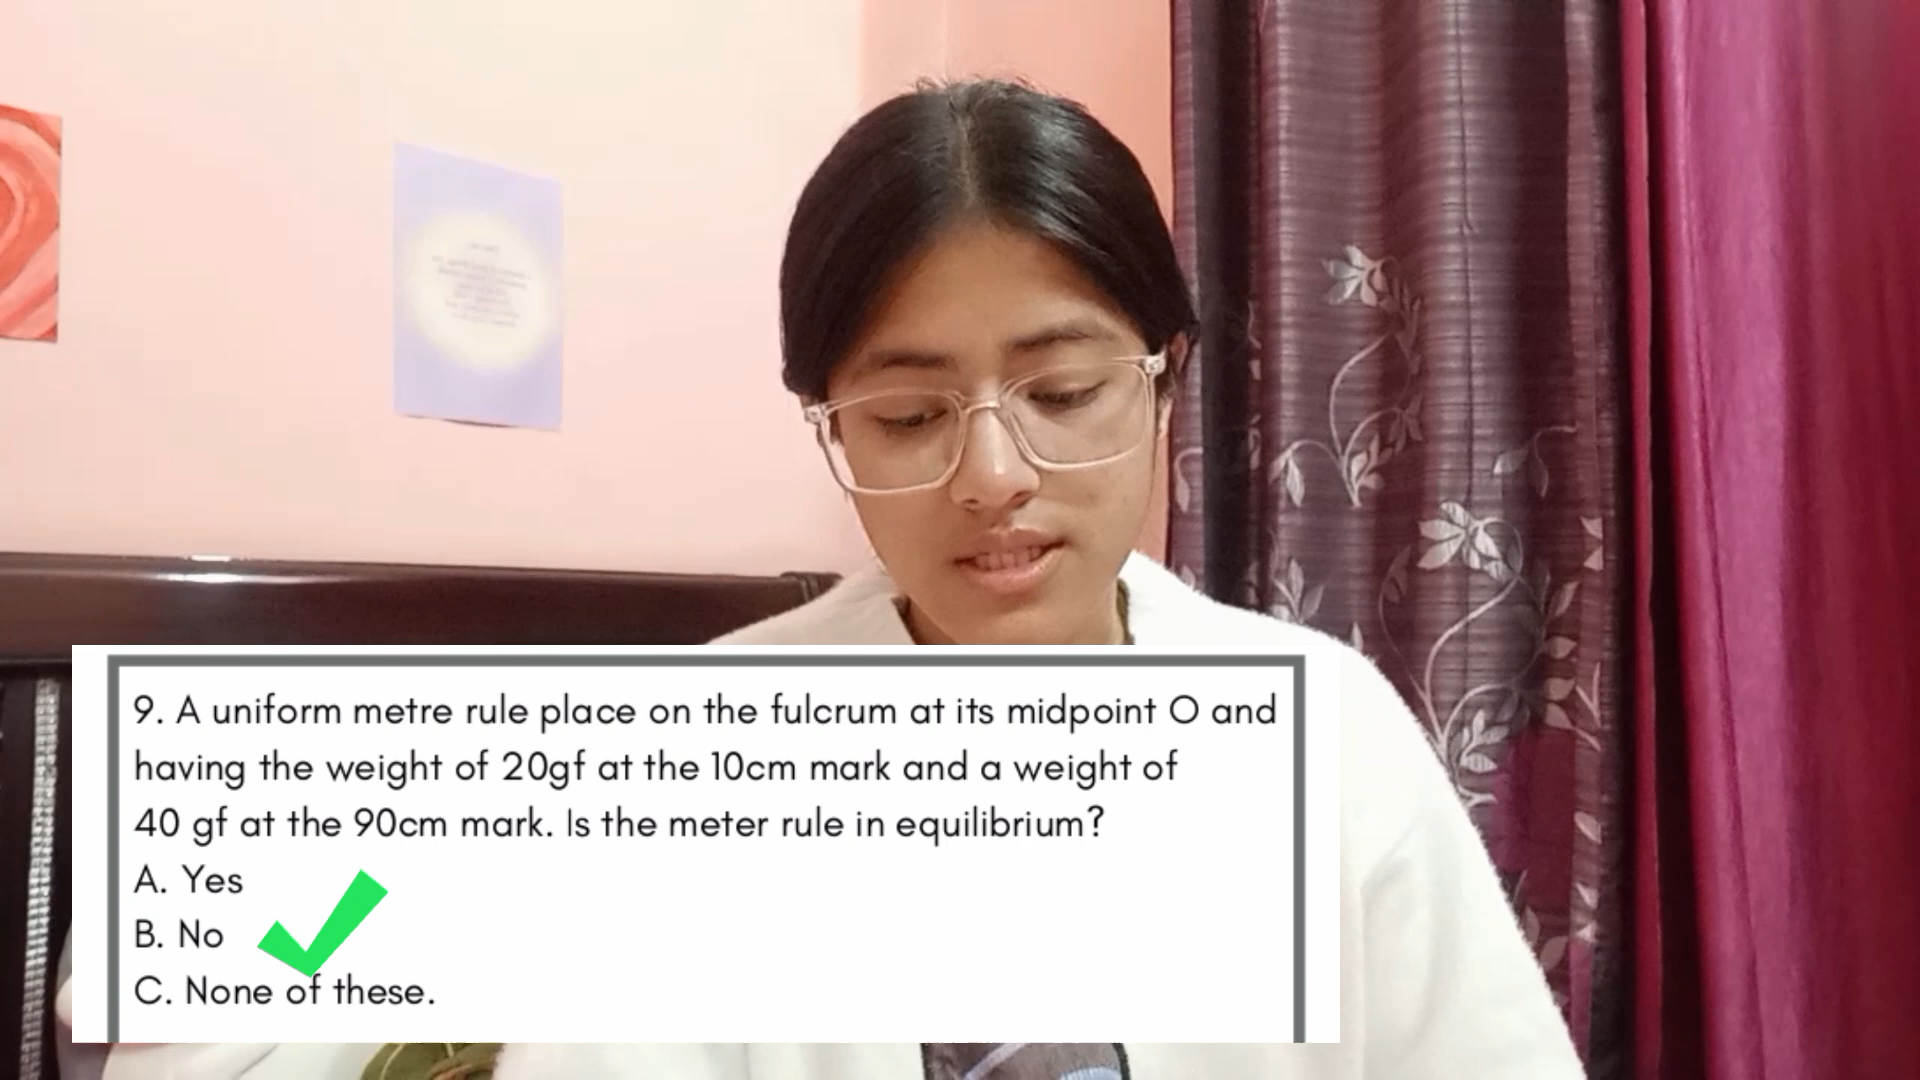 9. A uniform metre rule place on the fulcrum at its midpoint O and
having the weight of 20gf at the 10cm mark and a weight of
40 gf at the 90cm mark. Is the meter rule in equilibrium?
A. Yes
B. No
C. None of these.